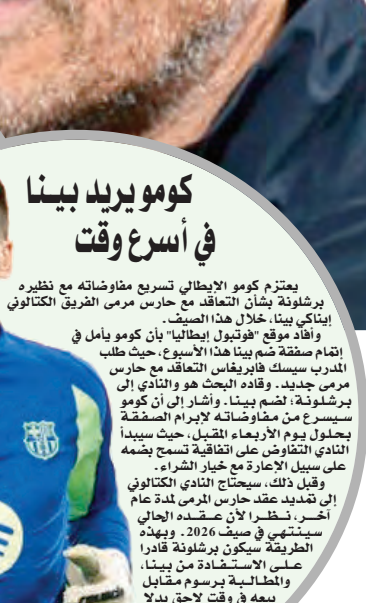 كومو يريد بينا
في أسرع وقت
يعتزم كومو الإيطالي تسريع مفاوضاته مع نظيره
برشلونة بشأن التعاقد مع حارس مرمى الفريق الكتالوني
إيناكي بينا، خلال هذا الصيف.
وأفاد موقع "فوتبول إيطاليا" بأن كومو يأمل في
إتمام صفقة ضم بينا هذا الأسبوع، حيث طلب
المدرب سيسك فابريغاس التعاقد مع حارس
مرمى جديد. وقاده البحث هو والنادي إلى
برشلونة؛ لضم بينا. وأشار إلى أن كومو
سيسرع من مفاوضاته لإبرام الصفقة
بحلول يوم الأربعاء المقبل، حيث سيبدأ
النادي التفاوض على اتفاقية تسمح بضمه
على سبيل الإعارة مع خيار الشراء.
وقبل ذلك، سيحتاج النادي الكتالوني
إلى تمديد عقد حارس المرمى لمدة عام
آخر، نظرا لأن عقده الحالي
سينتهي في صيف 2026. وبهذه
الطريقة سيكون برشلونة قادرا
على الاستفادة من بينا،
والمطالبة برسوم مقابل
بيعه في وقت لاحق بدلا